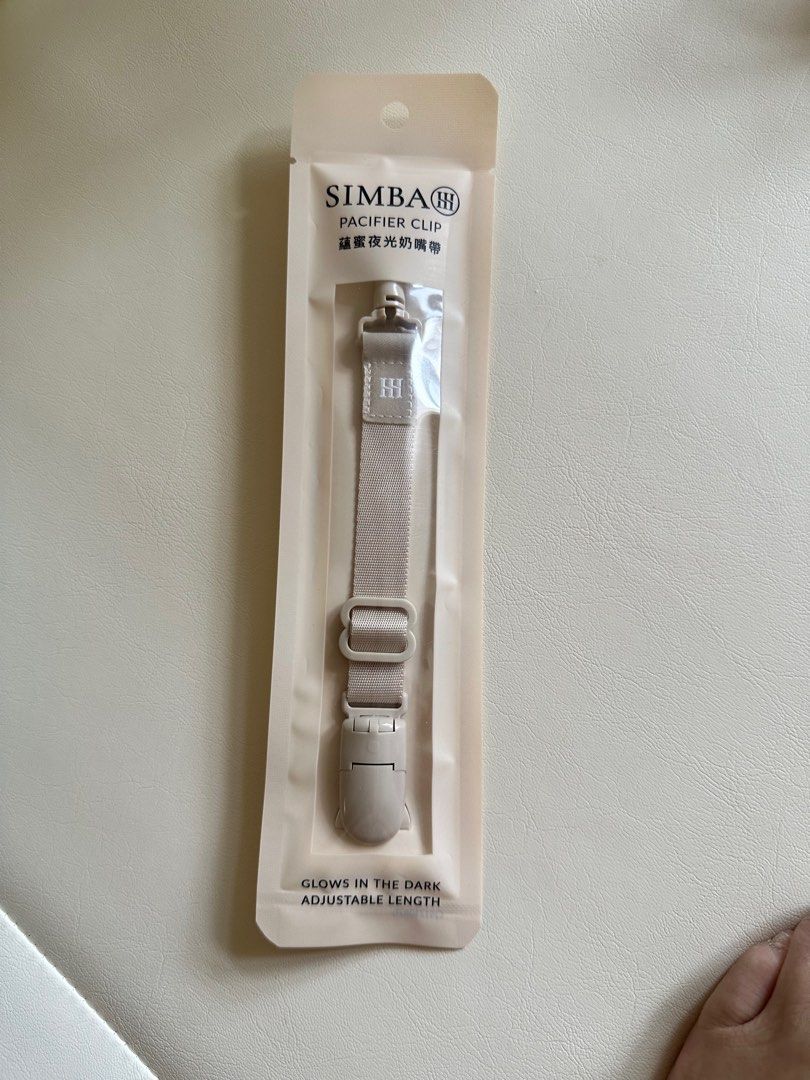 SIMBA
PACIFIER CLIP
蘊蜜夜光奶嘴帶
GLOWS IN THE DARK
ADJUSTABLE LENGTH